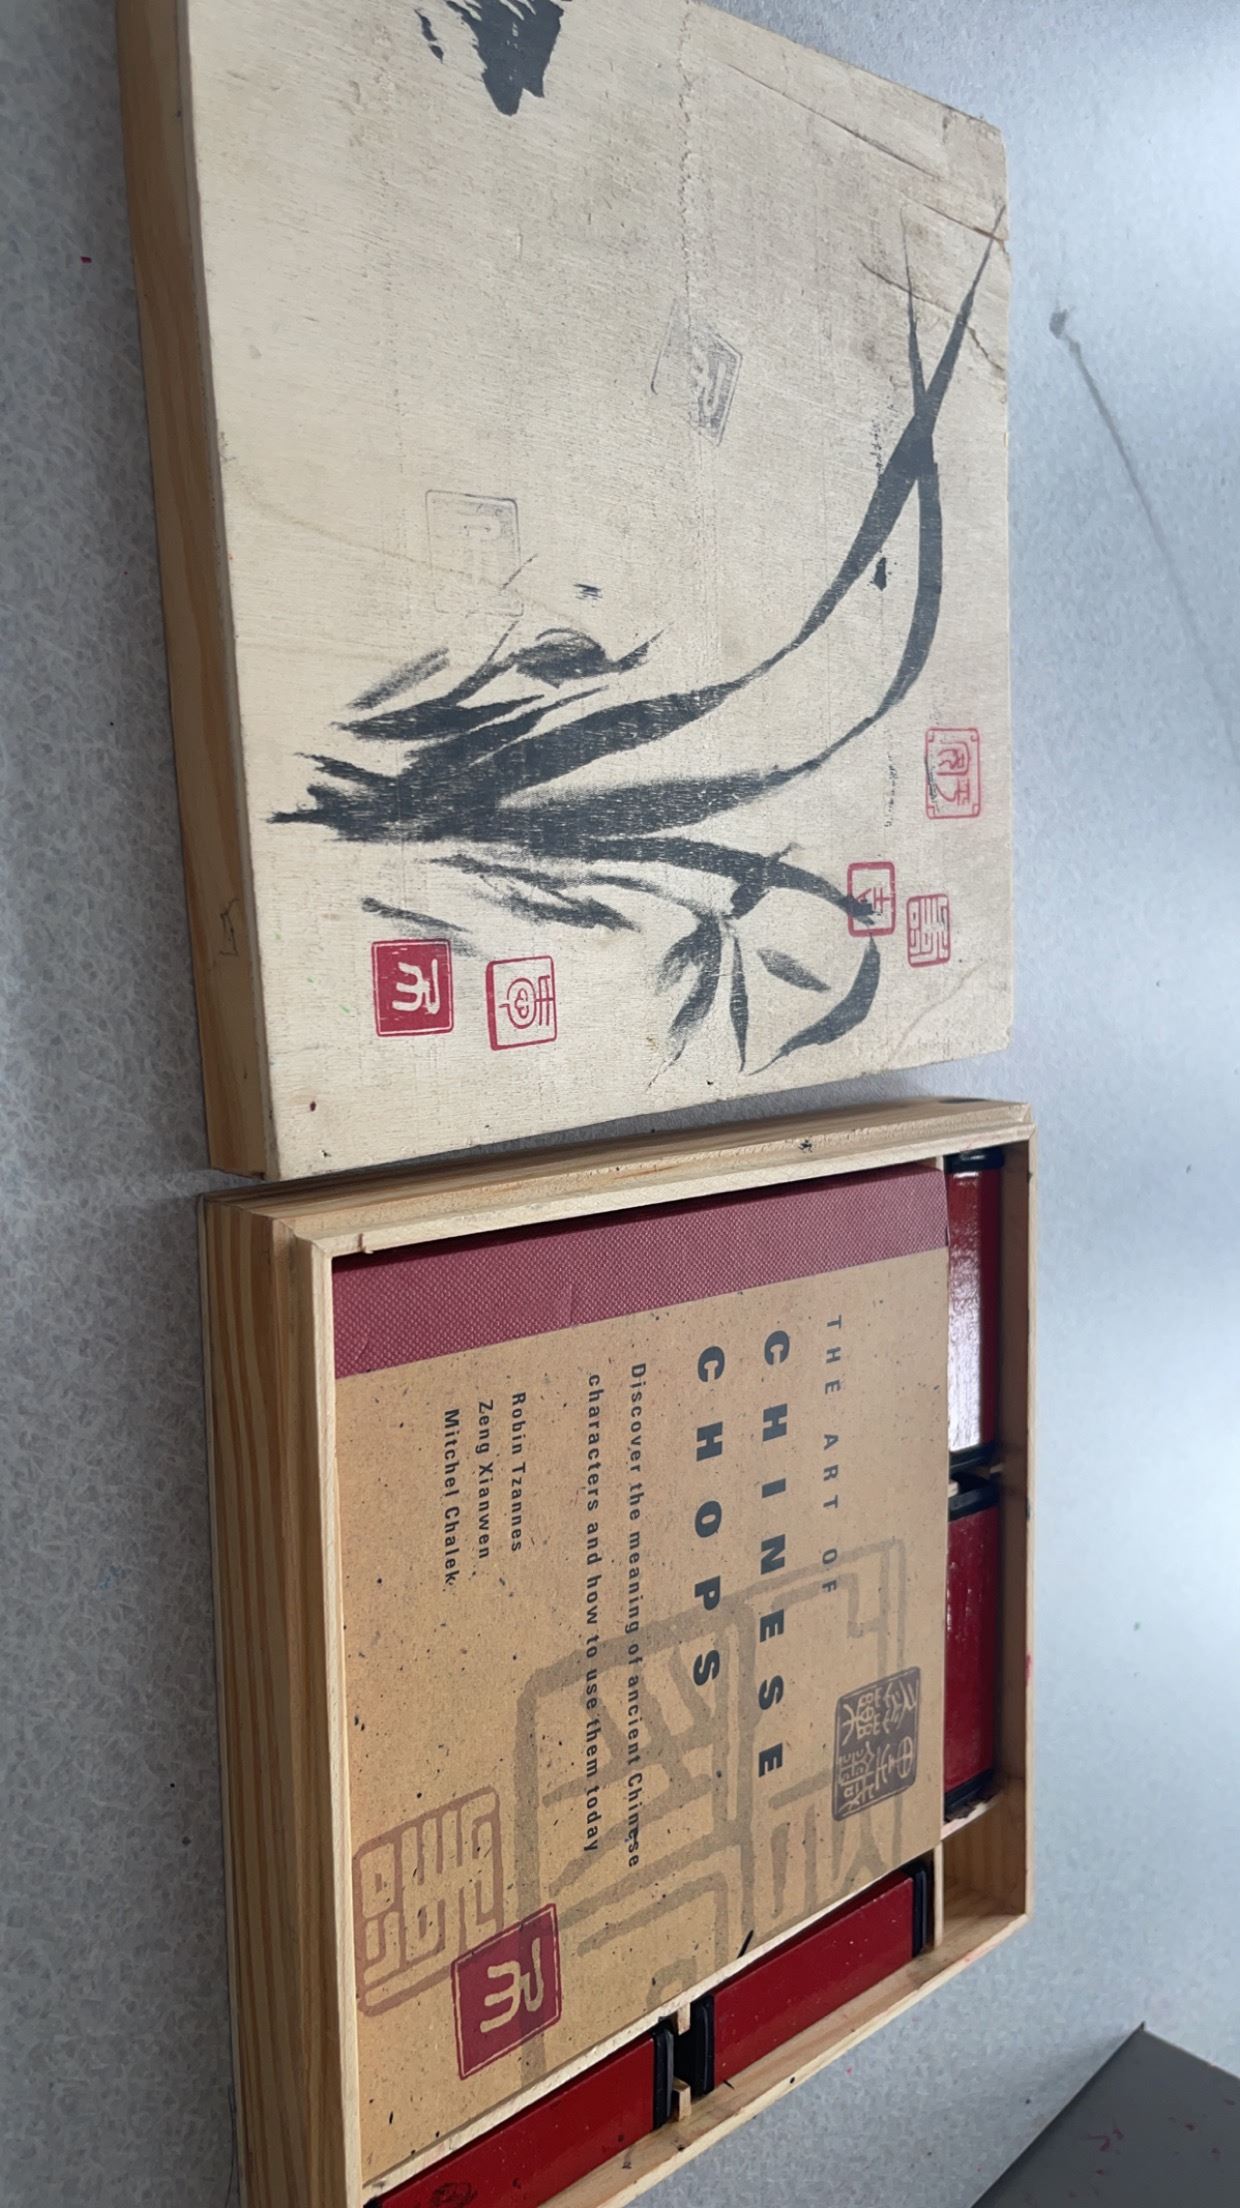 THE ART OF
CHINESE
CHOPS
Discover the meaning of ancient Chinese
characters and how to use them today
Robin Tzannes
Zeng Xianwen
Mitchel Chalek